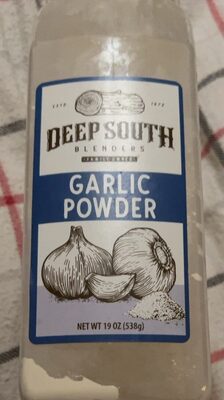 DEEP SOUTH
BLENDERS
GARLIC
POWDER
NET WT 19 OZ (538g)